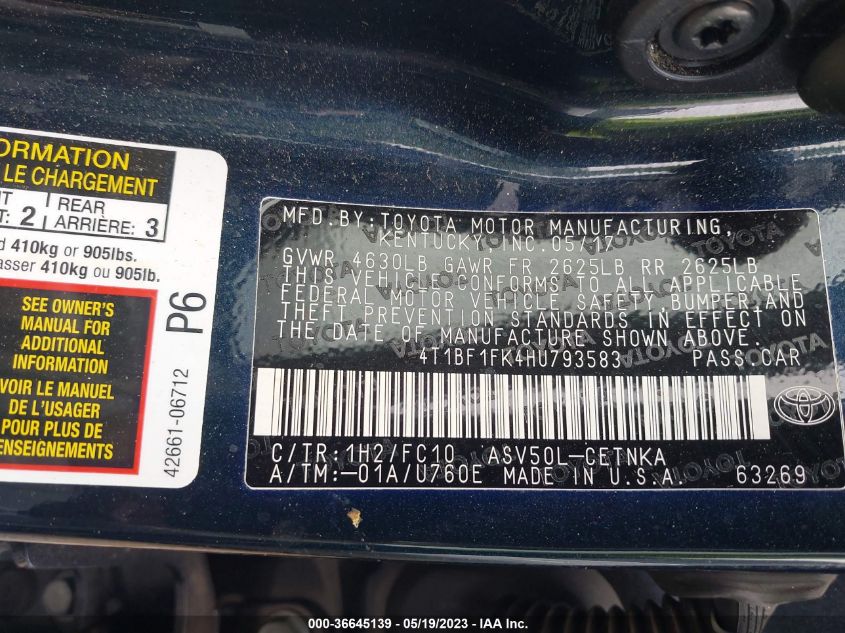 ORMATION
LE CHARGEMENT
NT
T: 2
REAR
ARRIÈRE: 3
d 410kg or 905lbs.
asser 410 kg ou 905lb.
SEE OWNER'S
MANUAL FOR
ADDITIONAL
INFORMATION
VOIR LE MANUEL
DE L'USAGER
POUR PLUS DE
RENSEIGNEMENTS
42661-06712
P6
MFD.BY:TOYOTA MOTOR MANUFACTURING,
KENTUCKY, INC. 05/17
GVWR 4630LB GAWR FR 2625LB RR 2625LB
THIS VEHICLE CONFORMS TO ALL APPLICABLE
FEDERAL MOTOR VEHICLE SAFETY BUMPER,AND
THEFT PREVENTION STANDARDS IN EFFECT ON
THE DATE OF MANUFACTURE SHOWN ABOVE.
4T1BF1FK4HU793583 PASS.CAR
C/TR:1H2/FC10 ASV50L-CETNKA
A/TM:-01A/U760E MADE IN U.S.A. 63269
000-36645139 - 05/19/2023 - IAA Inc.